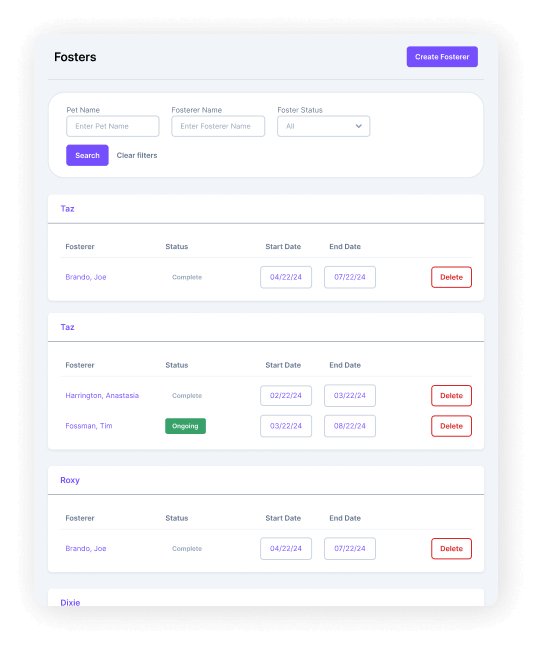 Fosters
Create Fosterer
Pet Name Fosterer Name Foster Status
Enter Pet Name Enter Fosterer Name All
Search Clear filters
Taz
Fosterer Status Start Date End Date
Brando, Joe Complete 04/22/24 07/22/24 Delete
Taz
Fosterer Status Start Date End Date
Harrington, Anastasia Complete 02/22/24 03/22/24 Delete
Fossman, Tim Ongoing 03/22/24 08/22/24 Delete
Roxy
Fosterer Status Start Date End Date
Brando, Joe Complete 04/22/24 07/22/24 Delete
Dixie